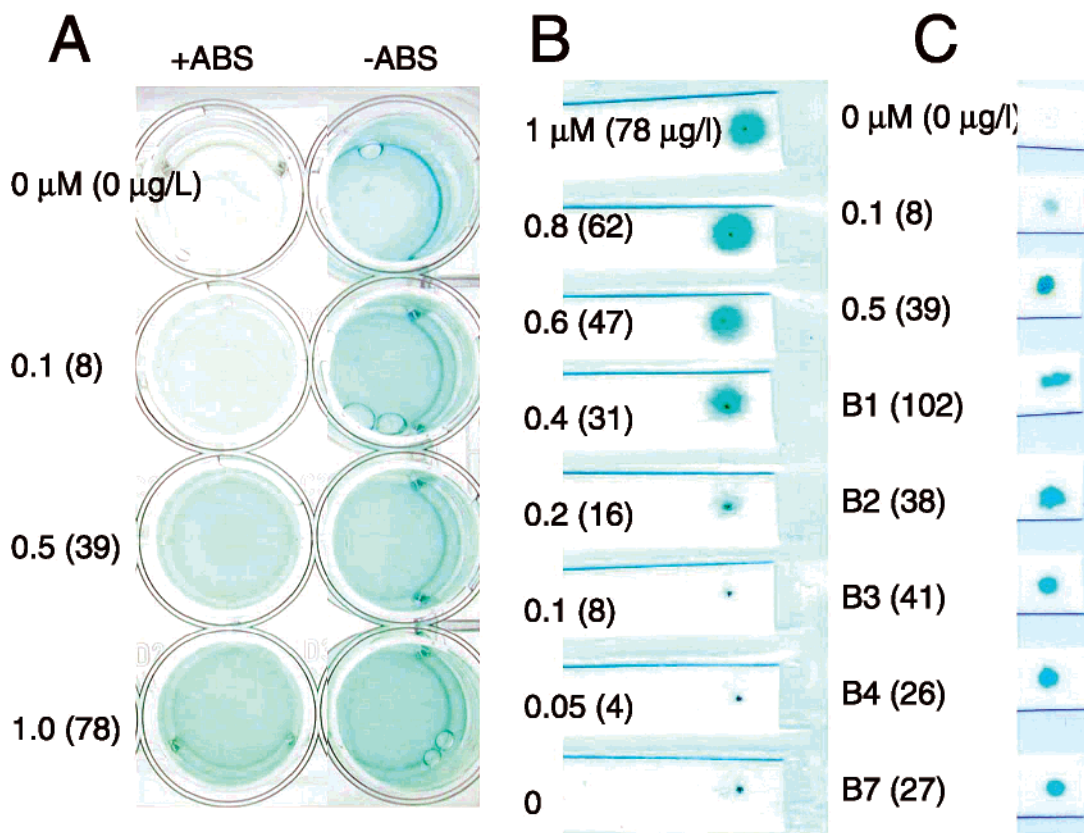 A
+ABS -ABS
0 µM (0 µg/L)
0.1 (8)
0.5 (39)
1.0 (78)
B
1 µM (78 µg/l)
0.8 (62)
0.6 (47)
0.4 (31)
0.2 (16)
0.1 (8)
0.05 (4)
0
C
0 µM (0 µg/l)
0.1 (8)
0.5 (39)
B1 (102)
B2 (38)
B3 (41)
B4 (26)
B7 (27)